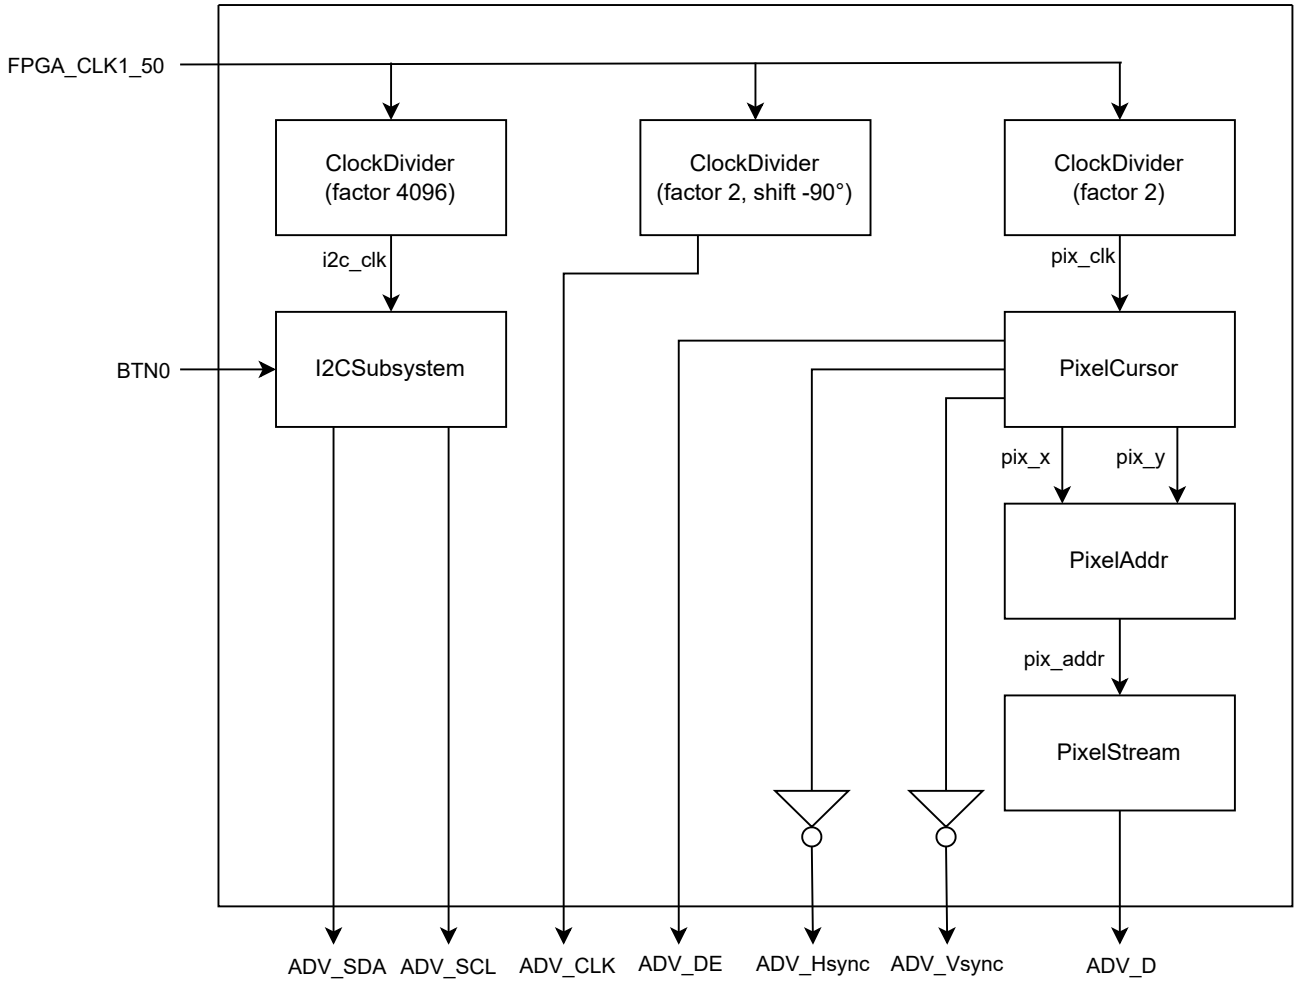 FPGA_CLK1_50
ClockDivider
(factor 4096)
ClockDivider
(factor 2, shift -90°)
ClockDivider
(factor 2)
i2c_clk
pix_clk
BTN0
I2CSubsystem
PixelCursor
pix_x
pix_y
PixelAddr
pix_addr
PixelStream
ADV_SDA
ADV_SCL
ADV_CLK
ADV_DE
ADV_Hsync
ADV_Vsync
ADV_D